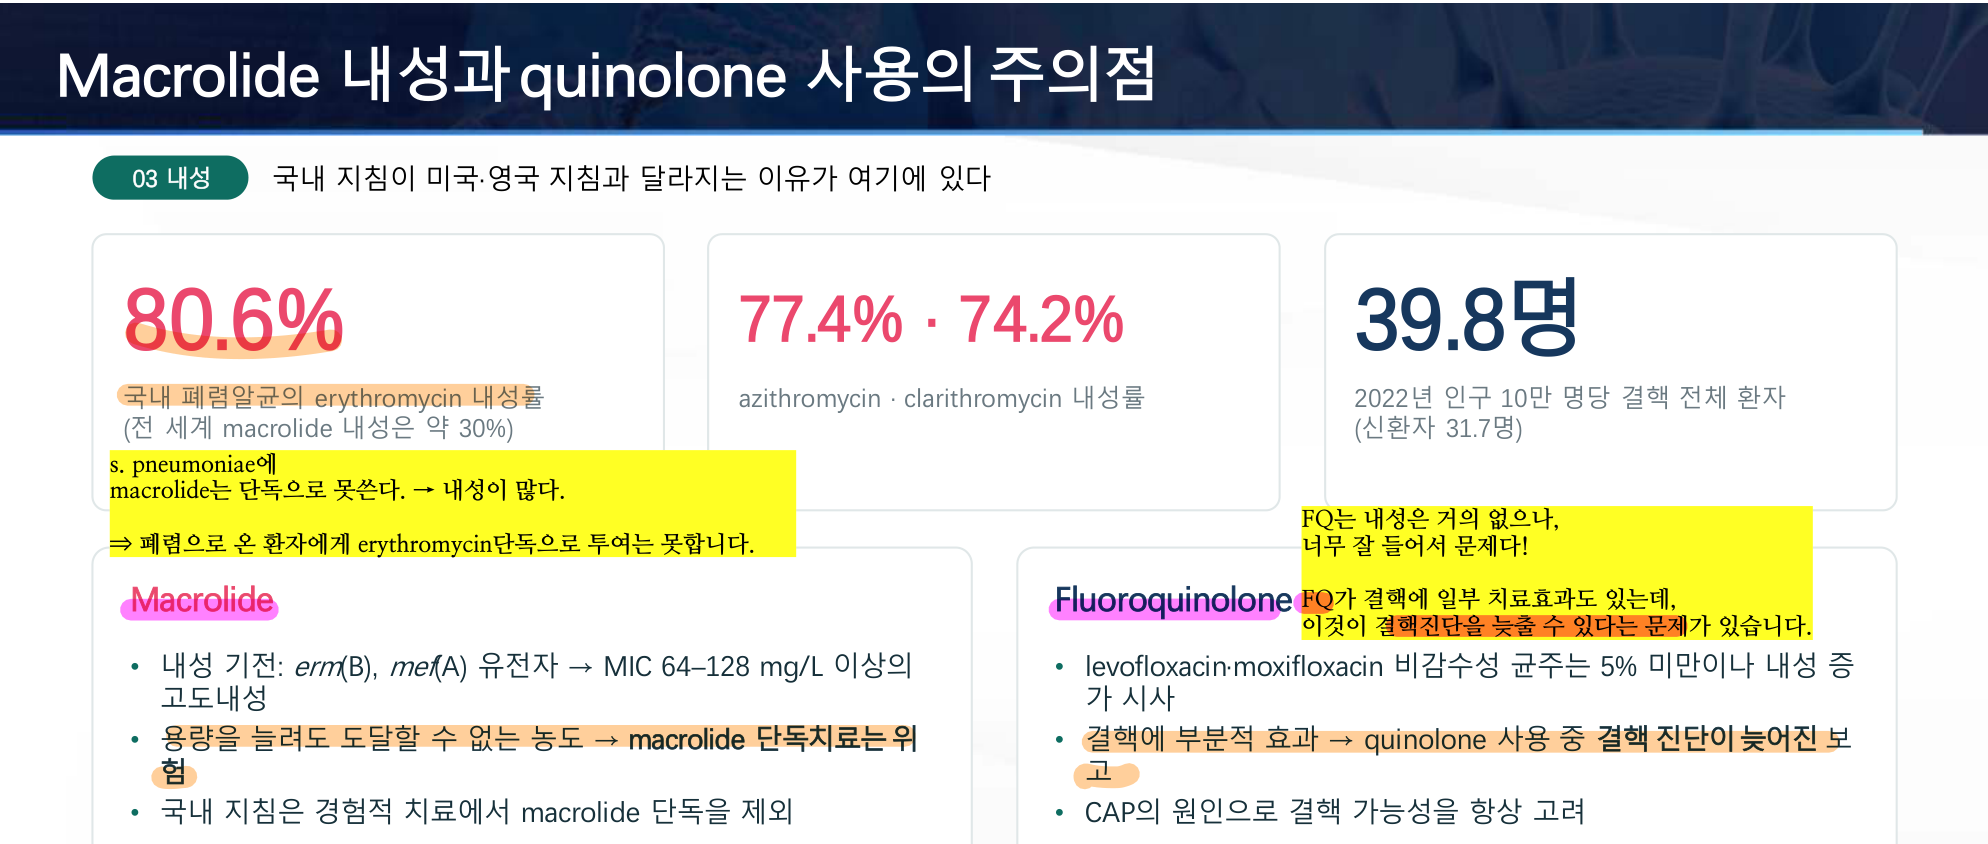 Macrolide 내성과 quinolone 사용의 주의점
03 내성
국내 지침이 미국·영국 지침과 달라지는 이유가 여기에 있다
80.6%
국내 폐렴알균의 erythromycin 내성률
(전 세계 macrolide 내성은 약 30%)
77.4% · 74.2%
azithromycin · clarithromycin 내성률
39.8명
2022년 인구 10만 명당 결핵 전체 환자
(신환자 31.7명)
s. pneumoniae에
macrolide는 단독으로 못쓴다. → 내성이 많다.
⇒ 폐렴으로 온 환자에게 erythromycin단독으로 투여는 못합니다.
FQ는 내성은 거의 없으나,
너무 잘 들어서 문제다!
FQ가 결핵에 일부 치료효과도 있는데,
이것이 결핵진단을 늦출 수 있다는 문제가 있습니다.
Macrolide
• 내성 기전: erm(B), mef(A) 유전자 → MIC 64–128 mg/L 이상의
고도내성
• 용량을 늘려도 도달할 수 없는 농도 → macrolide 단독치료는 위
험
• 국내 지침은 경험적 치료에서 macrolide 단독을 제외
Fluoroquinolone
• levofloxacin·moxifloxacin 비감수성 균주는 5% 미만이나 내성 증
가 시사
• 결핵에 부분적 효과 → quinolone 사용 중 결핵 진단이 늦어진 보
고
• CAP의 원인으로 결핵 가능성을 항상 고려